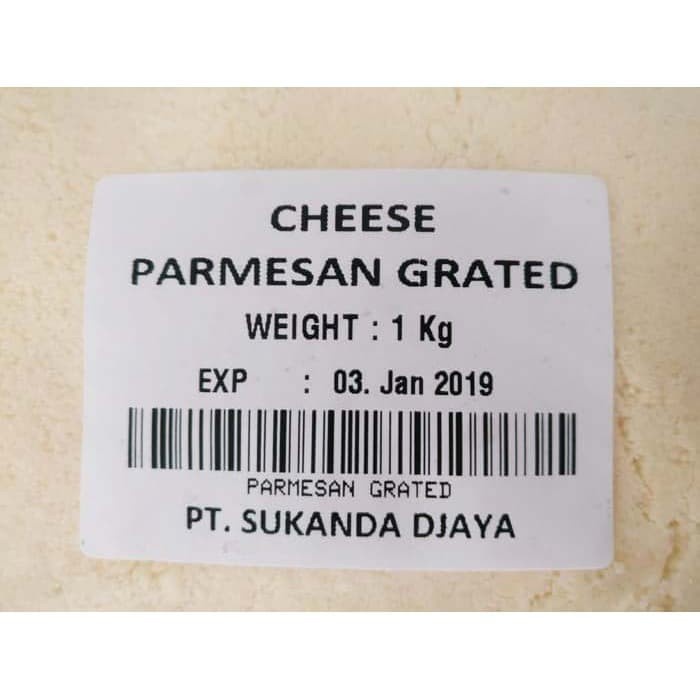 CHEESE
PARMESAN GRATED
WEIGHT : 1 Kg
EXP : 03. Jan 2019
PARMESAN GRATED
PT. SUKANDA DJAYA